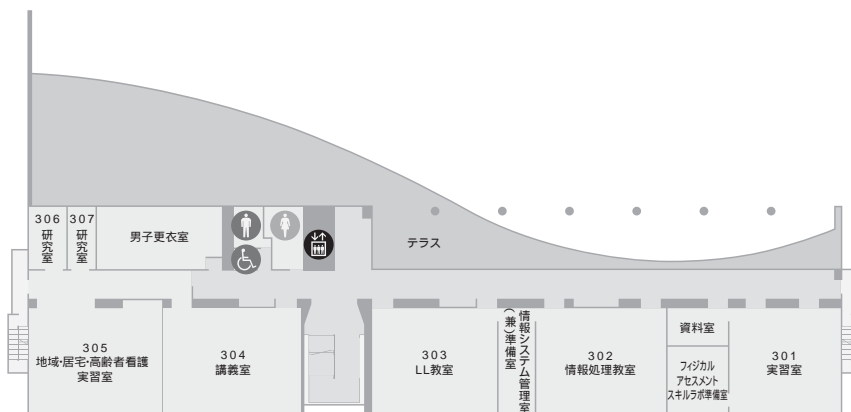 306
研究室
307
研究室
男子更衣室
テラス
305
地域・居宅・高齢者看護
実習室
304
講義室
303
LL教室
情報システム管理室
(兼)準備室
302
情報処理教室
資料室
フィジカル
アセスメント
スキルラボ準備室
301
実習室